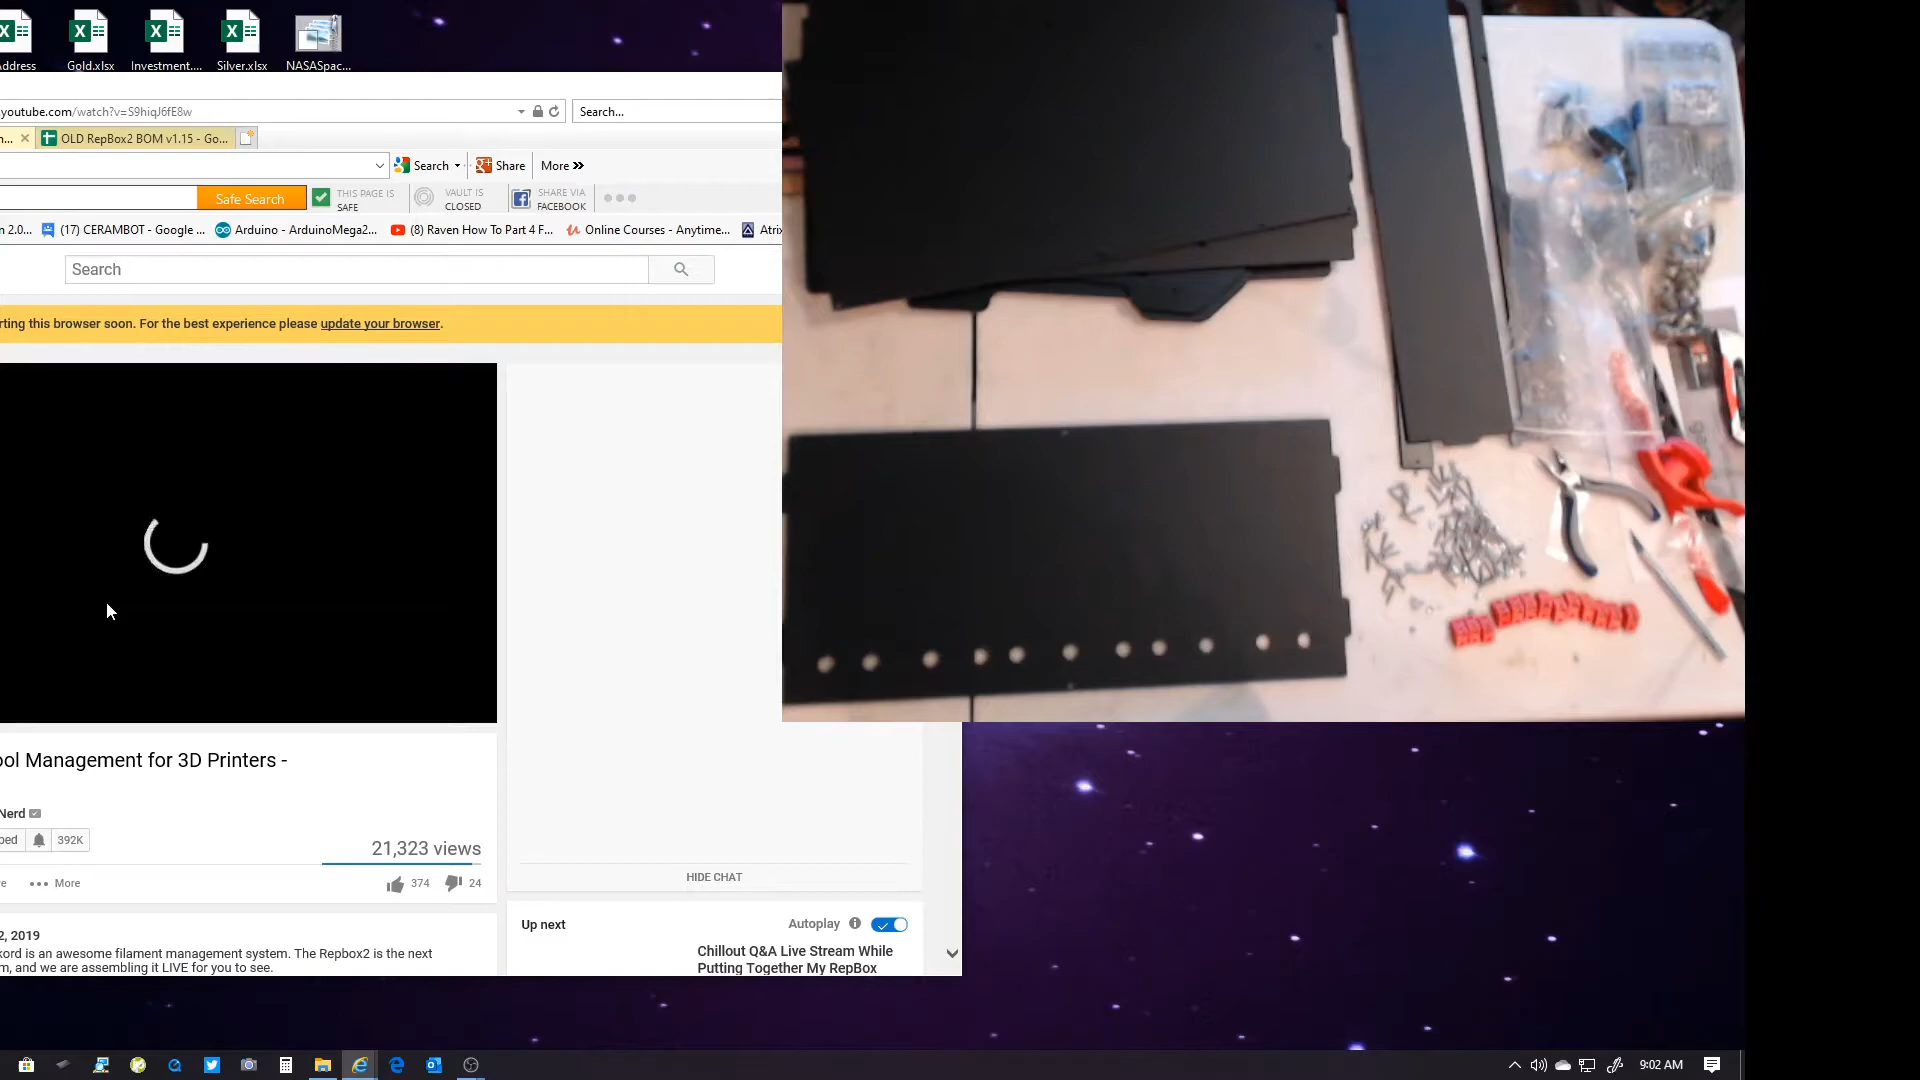 Address
Gold.xlsx
Investment....
Silver.xlsx
NASASpac...
youtube.com/watch?v=S9hiqJ6fE8w
Search...
n...
OLD RepBox2 BOM v1.15 - Go...
Search
Share
More
Safe Search
THIS PAGE IS
SAFE
VAULT IS
CLOSED
SHARE VIA
FACEBOOK
n 2.0...
(17) CERAMBOT - Google ...
Arduino - ArduinoMega2...
(8) Raven How To Part 4 F...
Online Courses - Anytime...
Atrix
Search
rting this browser soon. For the best experience please update your browser.
ool Management for 3D Printers -
Nerd
bed
392K
21,323 views
e
More
374
24
HIDE CHAT
2, 2019
kord is an awesome filament management system. The Repbox2 is the next
m, and we are assembling it LIVE for you to see.
Up next
Autoplay
Chillout Q&A Live Stream While
Putting Together My RepBox
9:02 AM